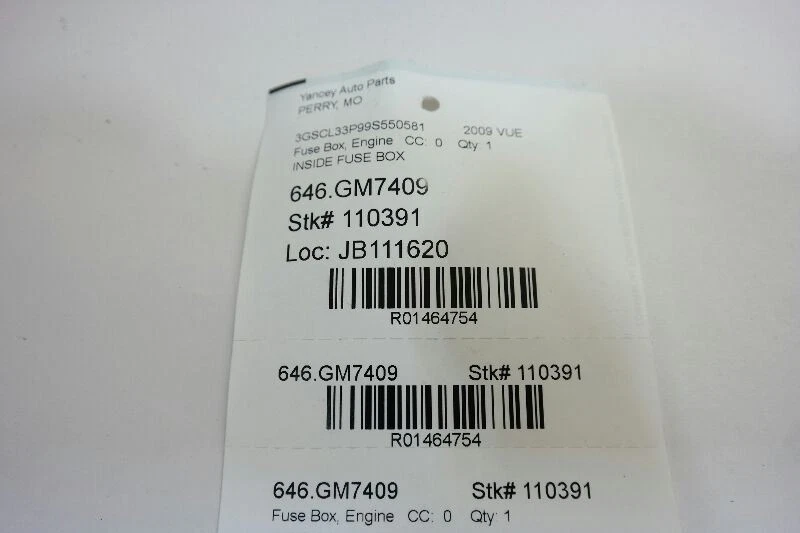 Yancey Auto Parts
PERRY, MO
3GSCL33P99S550581 2009 VUE
Fuse Box, Engine CC: 0 Qty 1
INSIDE FUSE BOX
646.GM7409
Stk# 110391
Loc: JB111620
R01464754
646.GM7409 Stk# 110391
R01464754
646.GM7409 Stk# 110391
Fuse Box, Engine CC: 0 Qty: 1